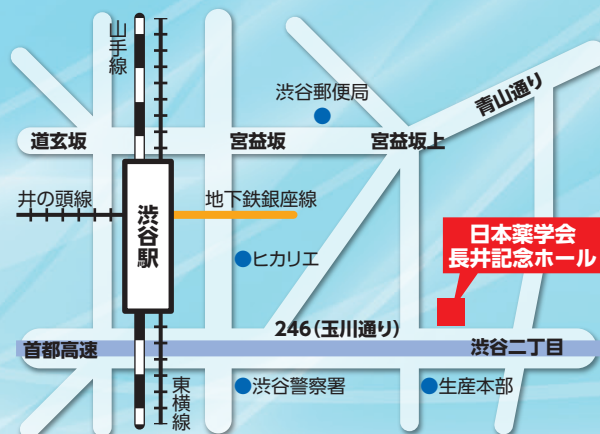 山手線
渋谷郵便局
青山通り
道玄坂
宮益坂
宮益坂上
井の頭線
地下鉄銀座線
渋谷駅
日本薬学会
長井記念ホール
ヒカリエ
246(玉川通り)
首都高速
渋谷二丁目
東横線
渋谷警察署
生産本部